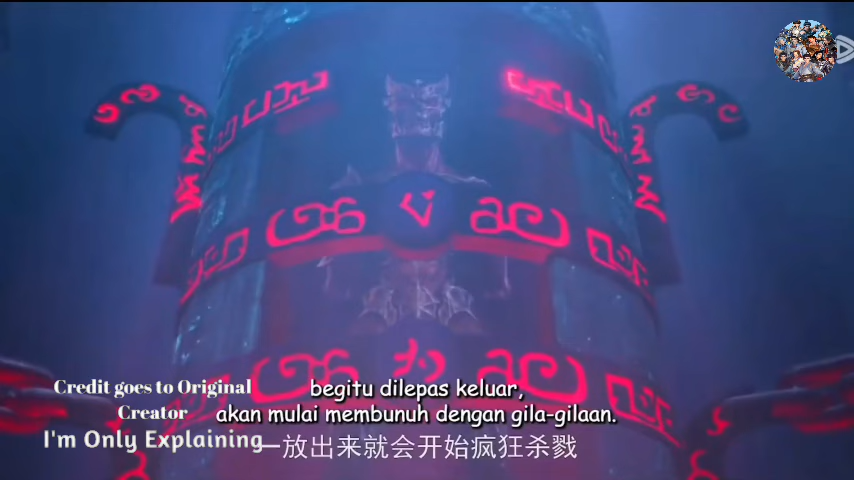 Credit goes to Original
Creator
I'm Only Explaining
begitu dilepas keluar,
akan mulai membunuh dengan gila-gilaan.
一放出来就会开始疯狂杀戮